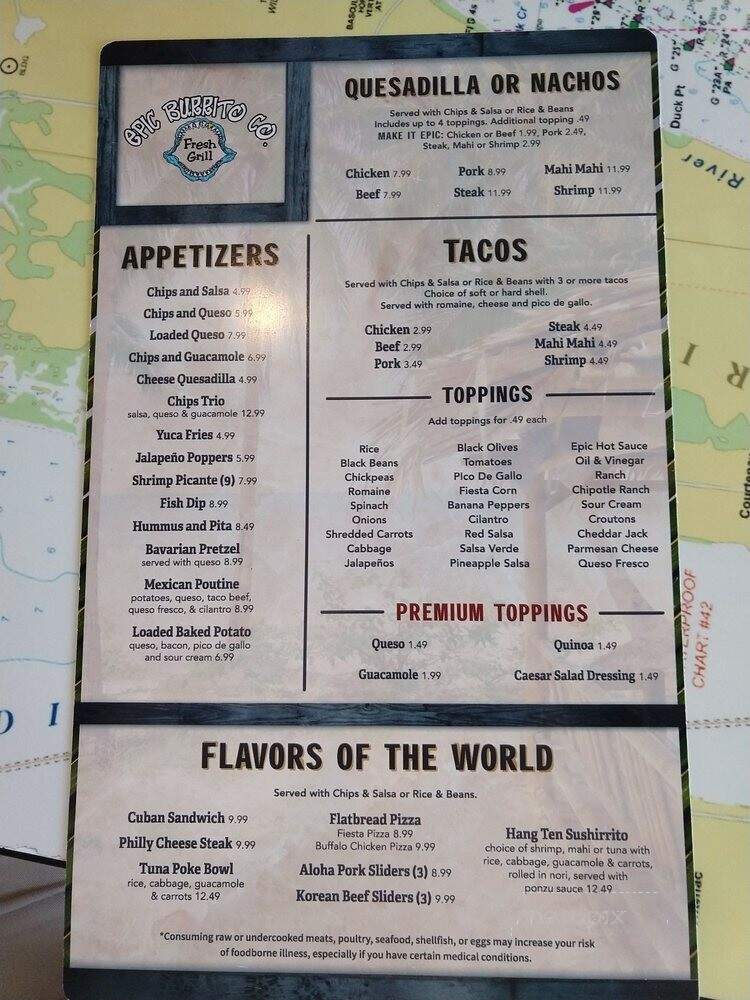 EPIC BURRITO CO.
Fresh
Grill
QUESADILLA OR NACHOS
Served with Chips & Salsa or Rice & Beans
Includes up to 4 toppings. Additional topping .49
MAKE IT EPIC: Chicken or Beef 1.99, Pork 2.49,
Steak, Mahi or Shrimp 2.99
Chicken 7.99
Pork 8.99
Mahi Mahi 11.99
Beef 7.99
Steak 11.99
Shrimp 11.99
APPETIZERS
Chips and Salsa 4.99
Chips and Queso 5.99
Loaded Queso 7.99
Chips and Guacamole 6.99
Cheese Quesadilla 4.99
Chips Trio
salsa, queso & guacamole 12.99
Yuca Fries 4.99
Jalapeño Poppers 5.99
Shrimp Picante (9) 7.99
Fish Dip 8.99
Hummus and Pita 8.49
Bavarian Pretzel
served with queso 8.99
Mexican Poutine
potatoes, queso, taco beef,
queso fresco, & cilantro 8.99
Loaded Baked Potato
queso, bacon, pico de gallo
and sour cream 6.99
TACOS
Served with Chips & Salsa or Rice & Beans with 3 or more tacos
Choice of soft or hard shell.
Served with romaine, cheese and pico de gallo.
Chicken 2.99
Beef 2.99
Pork 3.49
Steak 4.49
Mahi Mahi 4.49
Shrimp 4.49
TOPPINGS
Add toppings for .49 each
Rice
Black Beans
Chickpeas
Romaine
Spinach
Onions
Shredded Carrots
Cabbage
Jalapeños
Black Olives
Tomatoes
Pico De Gallo
Fiesta Corn
Banana Peppers
Cilantro
Red Salsa
Salsa Verde
Pineapple Salsa
Epic Hot Sauce
Oil & Vinegar
Ranch
Chipotle Ranch
Sour Cream
Croutons
Cheddar Jack
Parmesan Cheese
Queso Fresco
PREMIUM TOPPINGS
Queso 1.49
Quinoa 1.49
Guacamole 1.99
Caesar Salad Dressing 1.49
FLAVORS OF THE WORLD
Served with Chips & Salsa or Rice & Beans.
Cuban Sandwich 9.99
Philly Cheese Steak 9.99
Tuna Poke Bowl
rice, cabbage, guacamole
& carrots 12.49
Flatbread Pizza
Fiesta Pizza 8.99
Buffalo Chicken Pizza 9.99
Aloha Pork Sliders (3) 8.99
Korean Beef Sliders (3) 9.99
Hang Ten Sushirrito
choice of shrimp, mahi or tuna with
rice, cabbage, guacamole & carrots,
rolled in nori, served with
ponzu sauce 12.49
*Consuming raw or undercooked meats, poultry, seafood, shellfish, or eggs may increase your risk
of foodborne illness, especially if you have certain medical conditions.
Duck Pt
River
CHART #42
BLDG